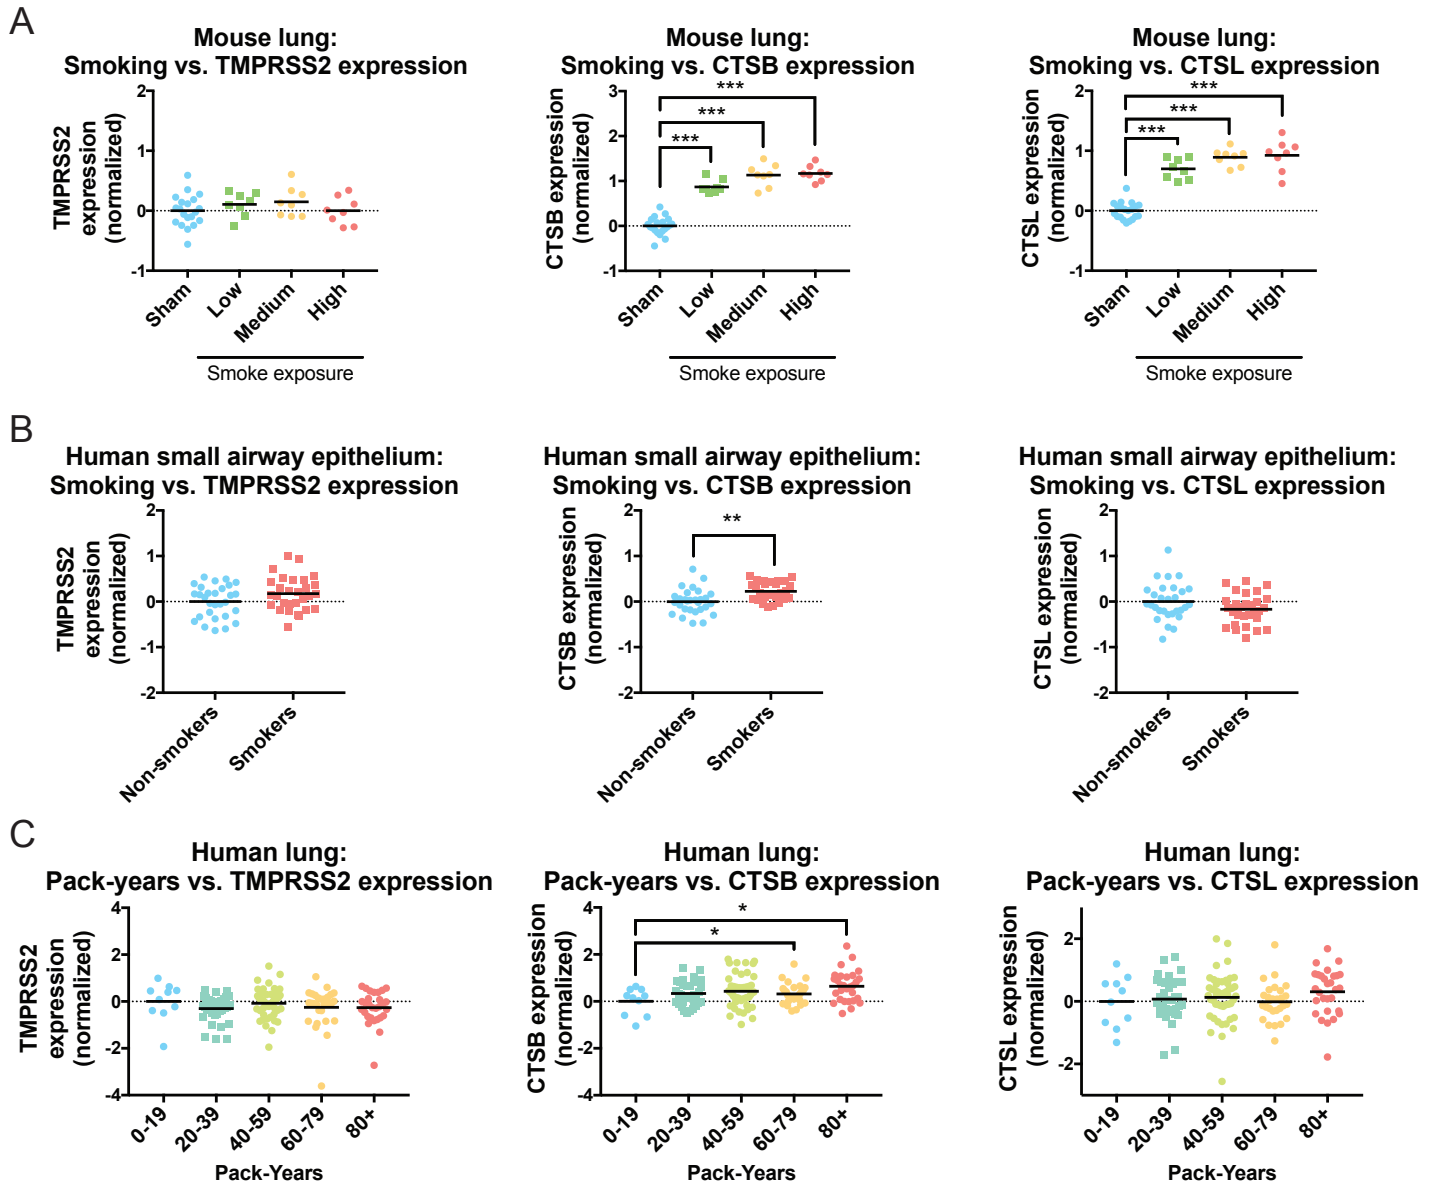 A
Mouse lung:
Smoking vs. TMPRSS2 expression
TMPRSS2
expression
(normalized)
2
1
0
-1
Sham
Low
Medium
High
Smoke exposure
Mouse lung:
Smoking vs. CTSB expression
CTSB expression
(normalized)
3
2
1
0
-1
***
***
***
Sham
Low
Medium
High
Smoke exposure
Mouse lung:
Smoking vs. CTSL expression
CTSL expression
(normalized)
2
1
0
-1
***
***
***
Sham
Low
Medium
High
Smoke exposure
B
Human small airway epithelium:
Smoking vs. TMPRSS2 expression
TMPRSS2
expression
(normalized)
2
1
0
-1
-2
Non-smokers
Smokers
Human small airway epithelium:
Smoking vs. CTSB expression
CTSB expression
(normalized)
2
1
0
-1
-2
**
Non-smokers
Smokers
Human small airway epithelium:
Smoking vs. CTSL expression
CTSL expression
(normalized)
2
1
0
-1
-2
Non-smokers
Smokers
C
Human lung:
Pack-years vs. TMPRSS2 expression
TMPRSS2
expression
(normalized)
4
2
0
-2
-4
0-19
20-39
40-59
60-79
80+
Pack-Years
Human lung:
Pack-years vs. CTSB expression
CTSB expression
(normalized)
4
2
0
-2
-4
*
*
0-19
20-39
40-59
60-79
80+
Pack-Years
Human lung:
Pack-years vs. CTSL expression
CTSL expression
(normalized)
2
0
-2
0-19
20-39
40-59
60-79
80+
Pack-Years